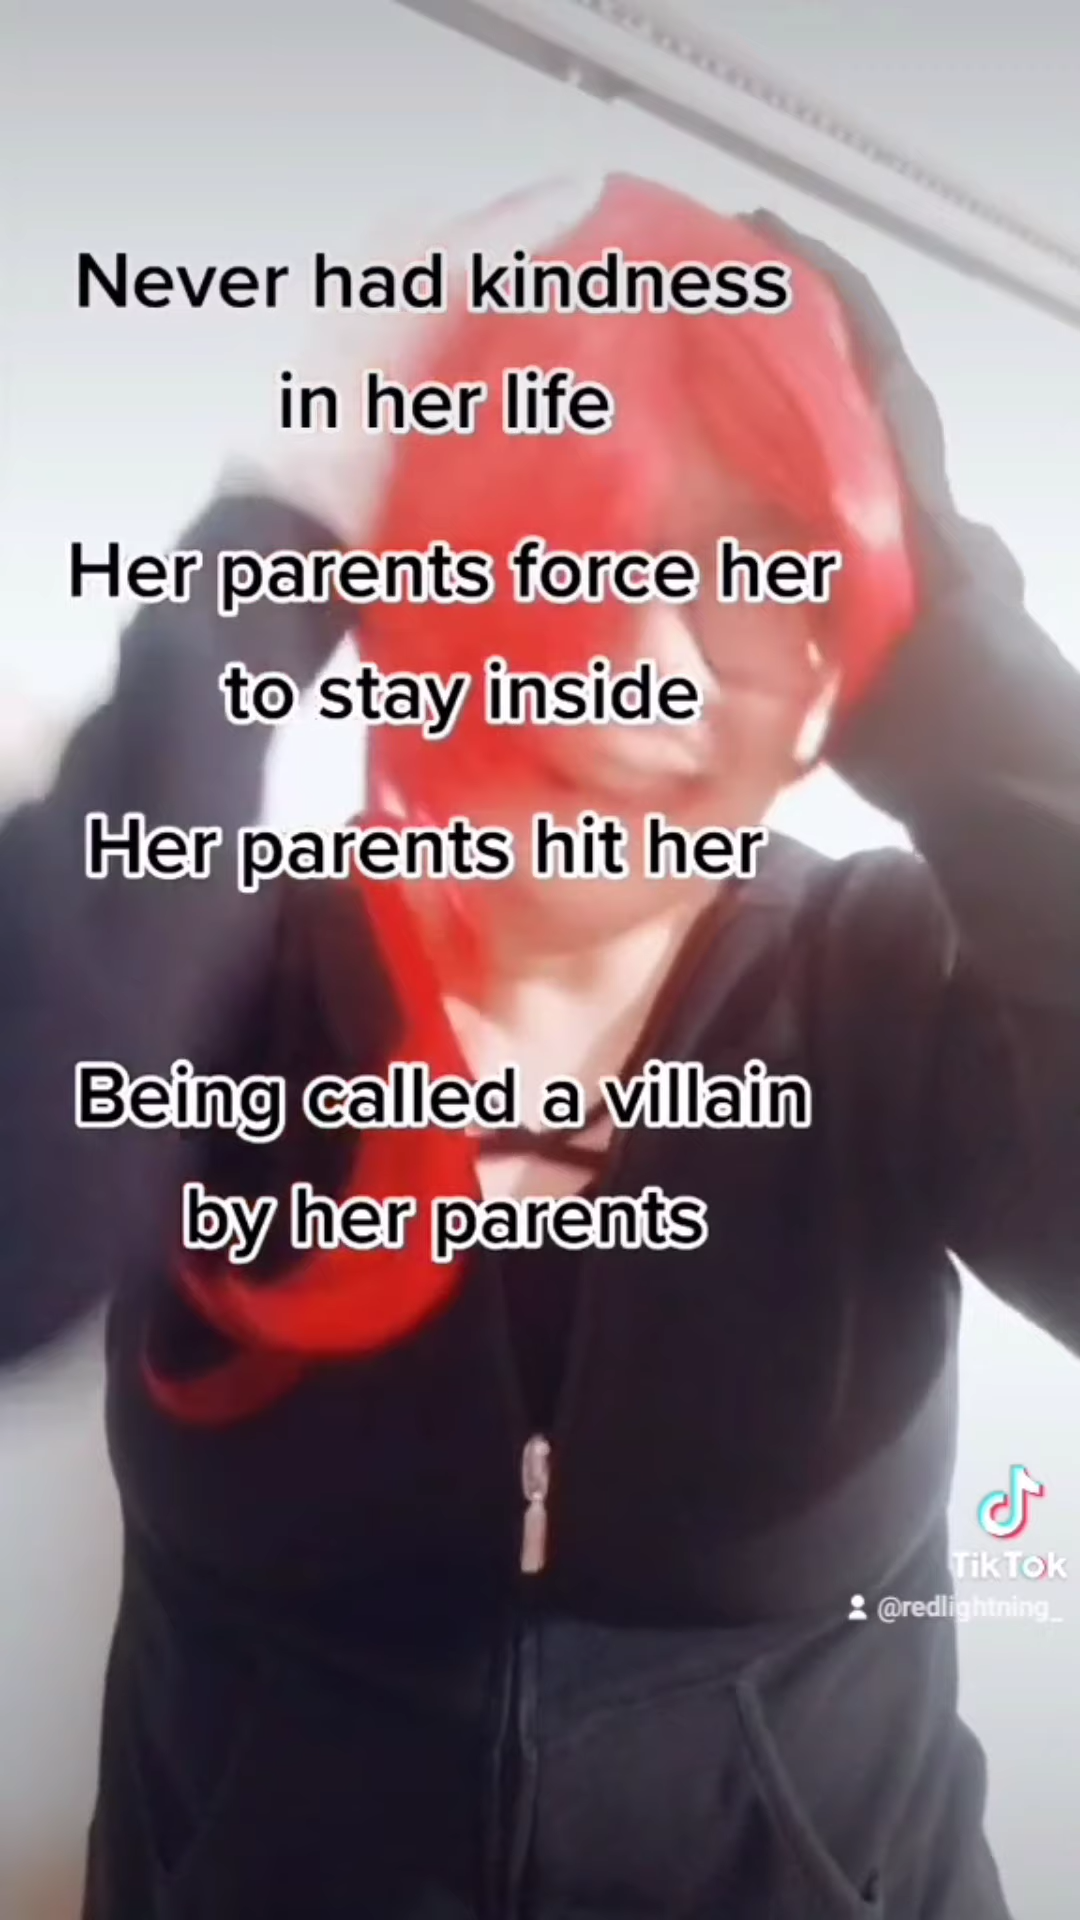 Never had kindness
in her life
Her parents force her
to stay inside
Her parents hit her
Being called a villain
by her parents
TikTok
@redlightning_